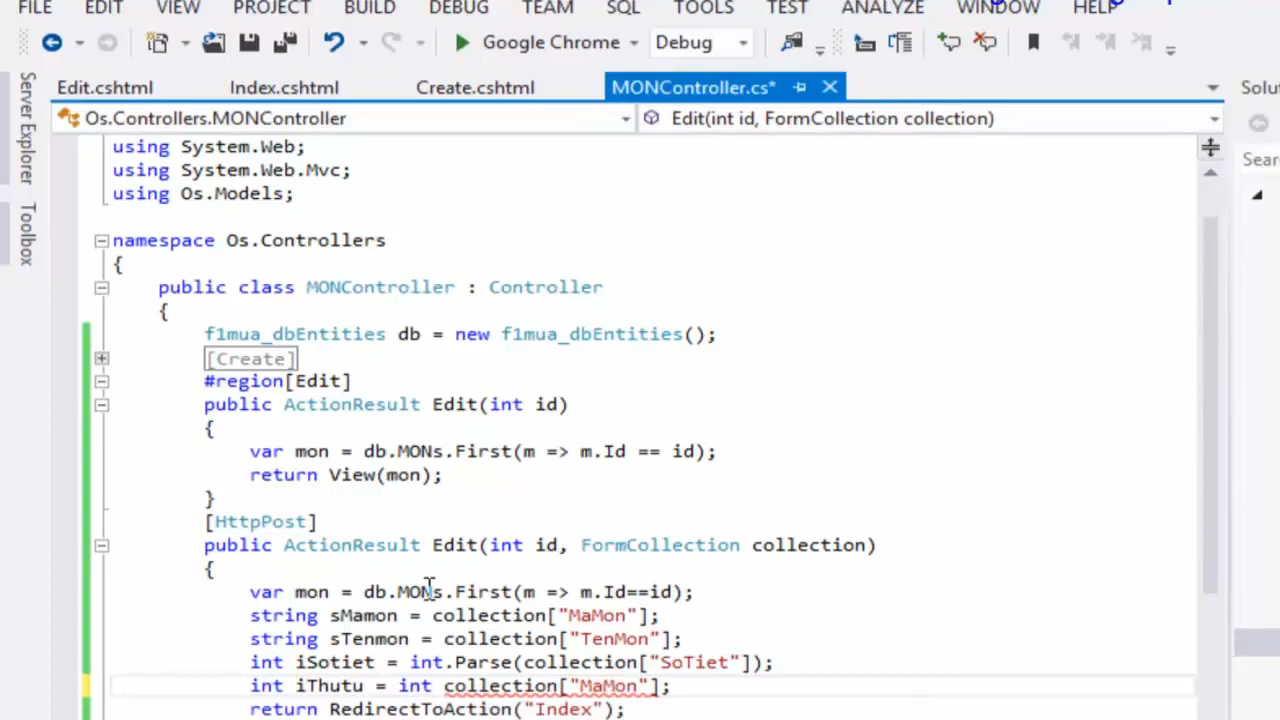 FILE EDIT VIEW PROJECT BUILD DEBUG TEAM SQL TOOLS TEST ANALYZE WINDOW HELP
Google Chrome Debug
Edit.cshtml Index.cshtml Create.cshtml MONController.cs* Solut
Os.Controllers.MONController Edit(int id, FormCollection collection)
Server Explorer
Toolbox
Sear
using System.Web;
using System.Web.Mvc;
using Os.Models;
namespace Os.Controllers
{
public class MONController : Controller
{
f1mua_dbEntities db = new f1mua_dbEntities();
[Create]
#region[Edit]
public ActionResult Edit(int id)
{
var mon = db.MONs.First(m => m.Id == id);
return View(mon);
}
[HttpPost]
public ActionResult Edit(int id, FormCollection collection)
{
var mon = db.MONs.First(m => m.Id==id);
string sMamon = collection["MaMon"];
string sTenmon = collection["TenMon"];
int iSotiet = int.Parse(collection["SoTiet"]);
int iThutu = int collection["MaMon"];
return RedirectToAction("Index");